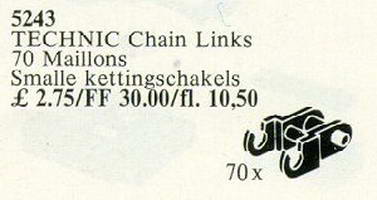 5243
TECHNIC Chain Links
70 Maillons
Smalle kettingschakels
£ 2.75/FF 30.00/fl. 10,50
70 x